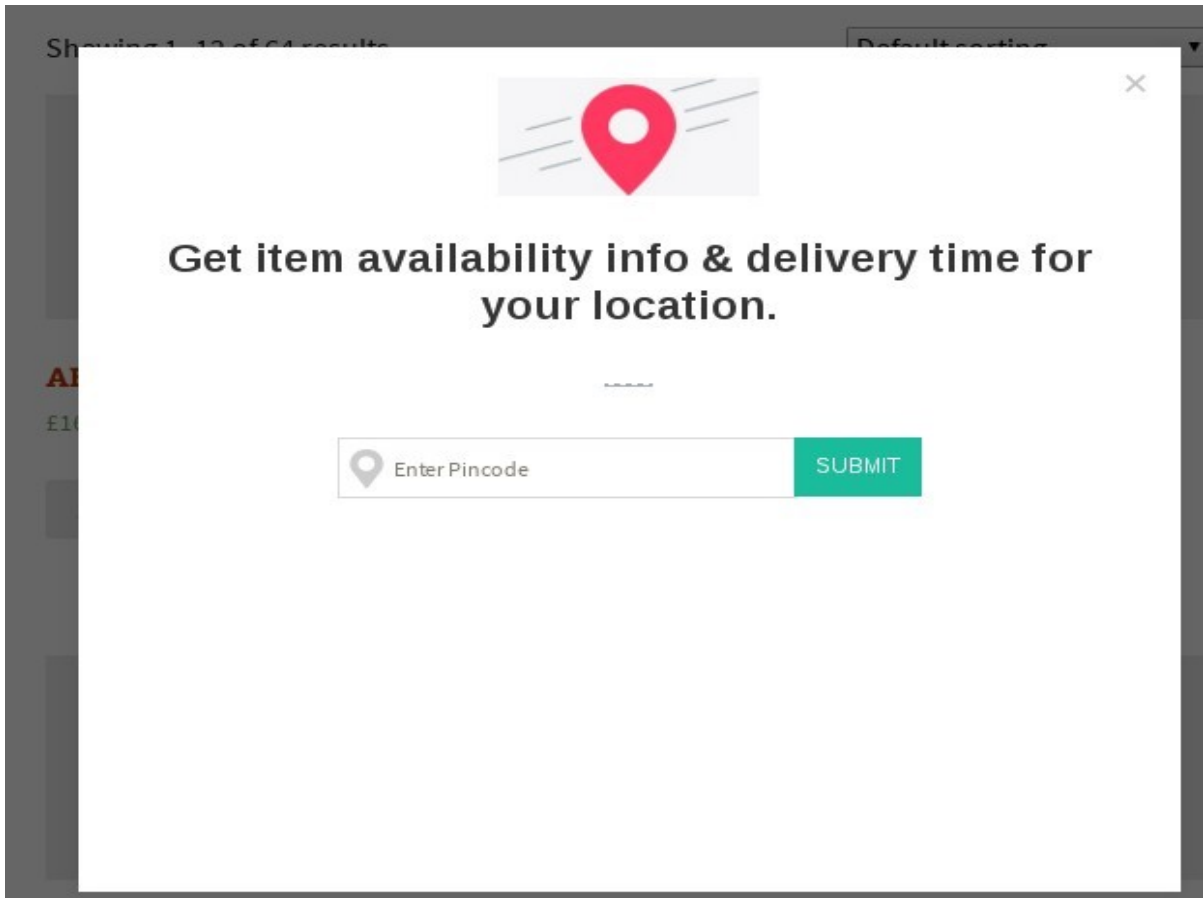 Get item availability info & delivery time for
your location.
Enter Pincode
SUBMIT